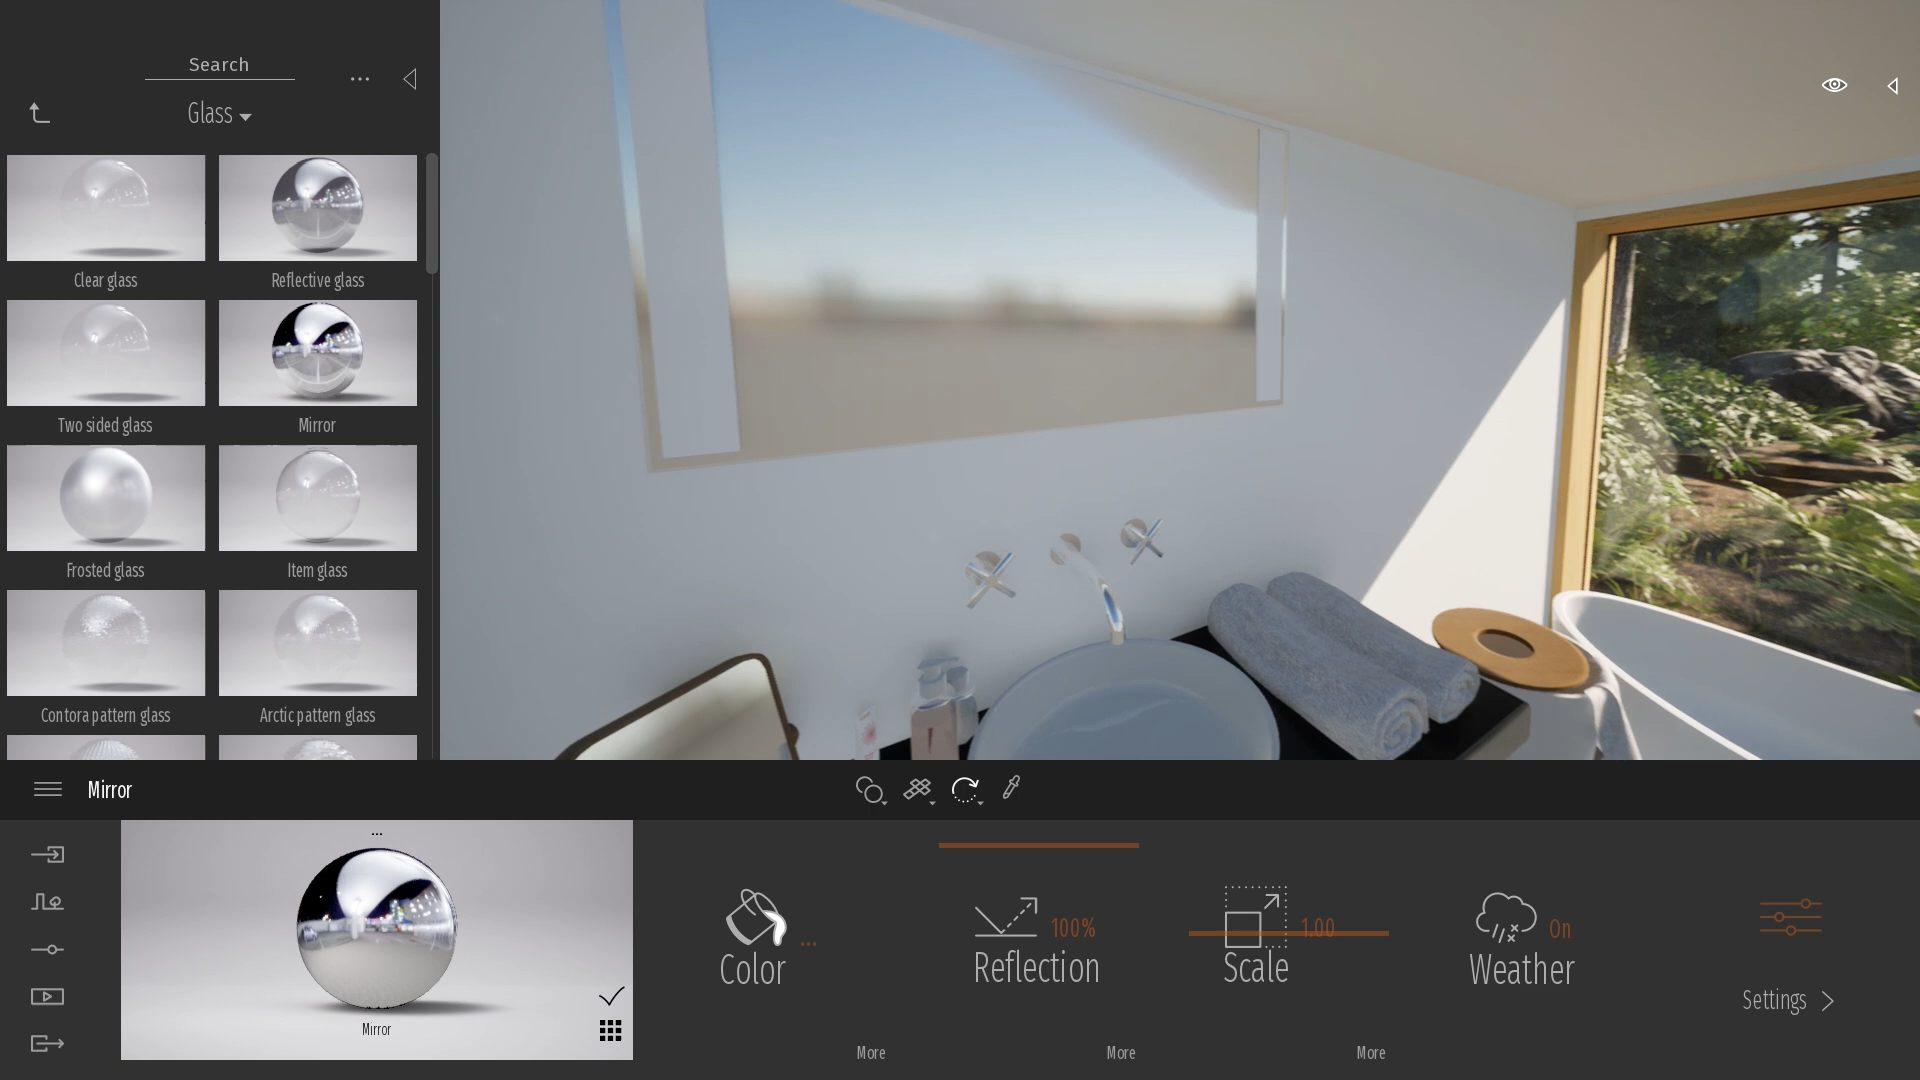 Search
...
Glass
Clear glass
Reflective glass
Two sided glass
Mirror
Frosted glass
Item glass
Contora pattern glass
Arctic pattern glass
Mirror
...
Mirror
Color ...
Reflection 100%
Scale 1.00
Weather On
Settings
More
More
More